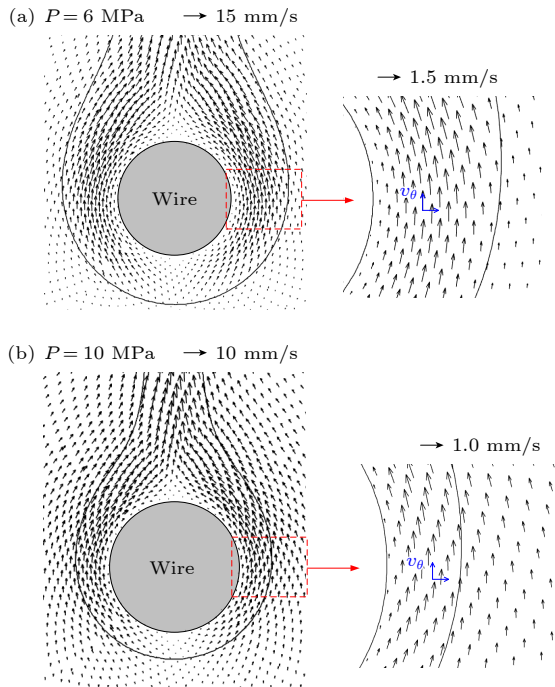 (a) P = 6 MPa → 15 mm/s
→ 1.5 mm/s
Wire
vθ
(b) P = 10 MPa → 10 mm/s
→ 1.0 mm/s
Wire
vθ